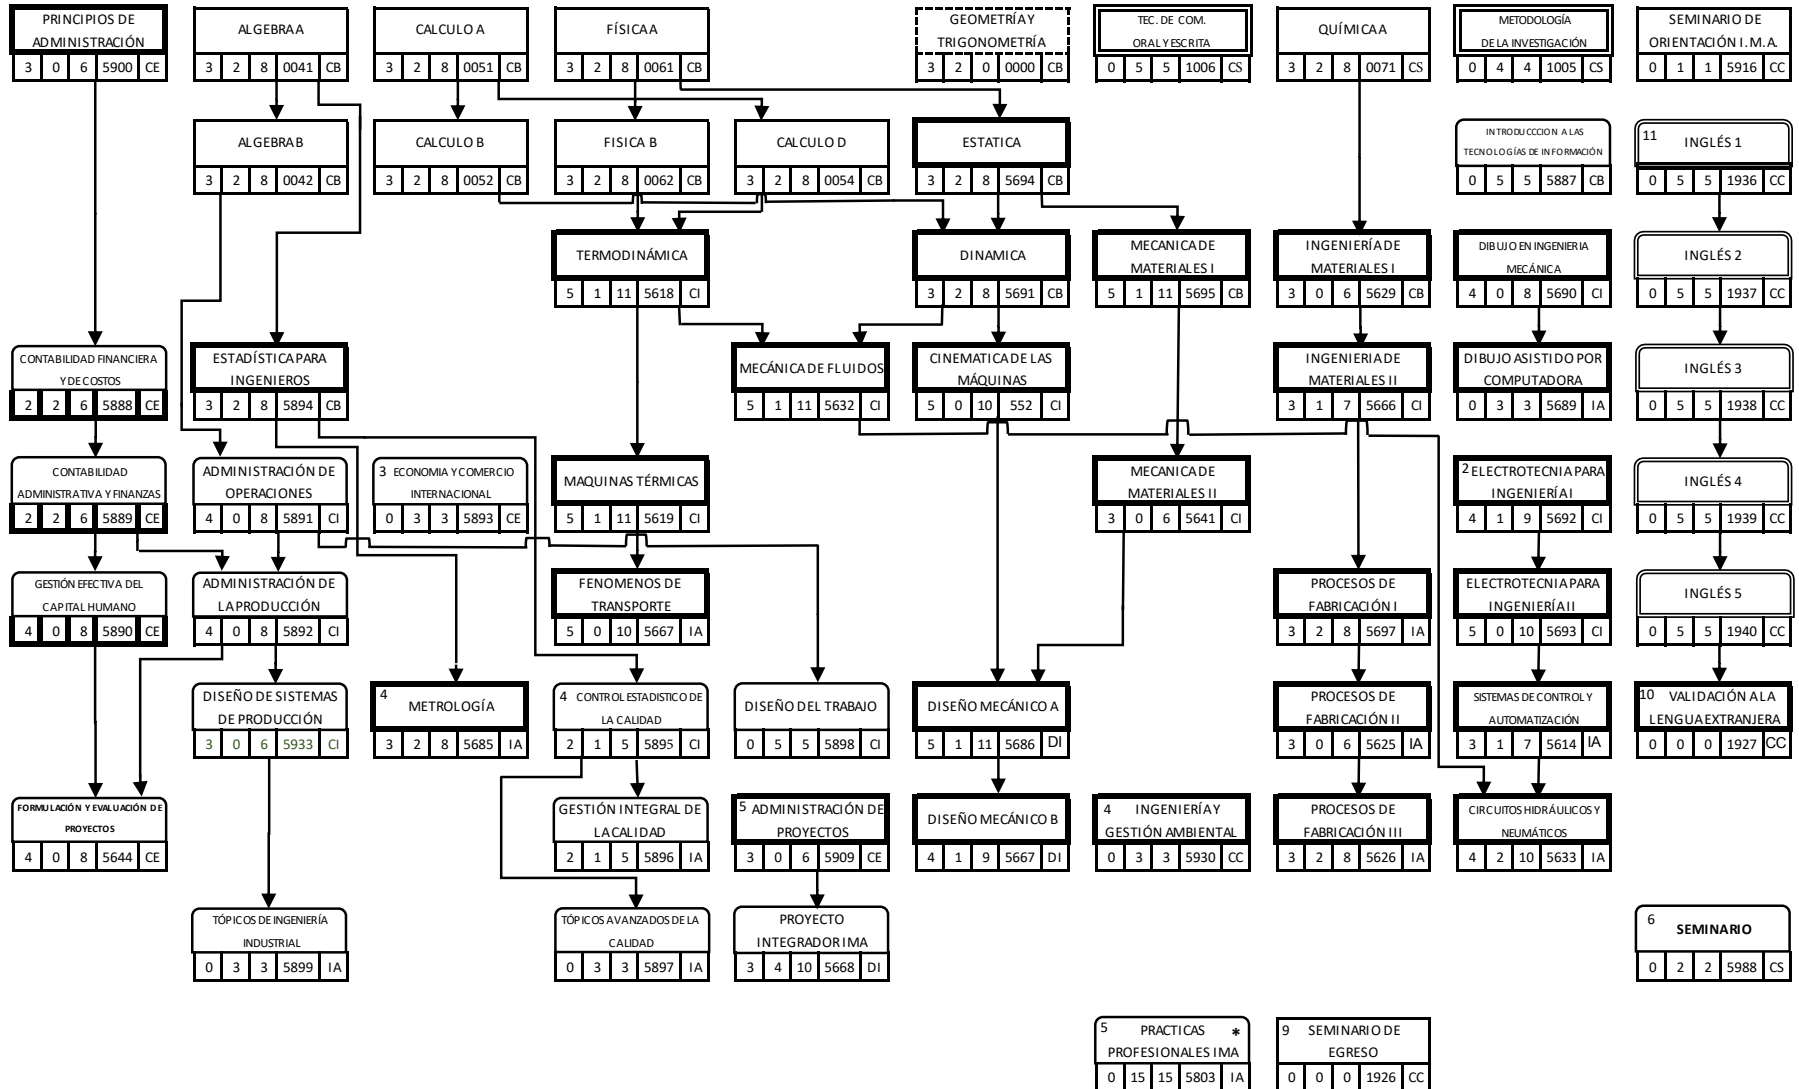 PRINCIPIOS DE
ADMINISTRACIÓN
3 0 6 5900 CE
ALGEBRA A
3 2 8 0041 CB
CALCULO A
3 2 8 0051 CB
FÍSICA A
3 2 8 0061 CB
GEOMETRÍA Y
TRIGONOMETRÍA
3 2 0 0000 CB
TEC. DE COM.
ORAL Y ESCRITA
0 5 5 1006 CS
QUÍMICA A
3 2 8 0071 CS
METODOLOGÍA
DE LA INVESTIGACIÓN
0 4 4 1005 CS
SEMINARIO DE
ORIENTACIÓN I.M.A.
0 1 1 5916 CC
ALGEBRA B
3 2 8 0042 CB
CALCULO B
3 2 8 0052 CB
FISICA B
3 2 8 0062 CB
CALCULO D
3 2 8 0054 CB
ESTATICA
3 2 8 5694 CB
INTRODUCCCION A LAS
TECNOLOGÍAS DE INFORMACIÓN
0 5 5 5887 CB
11 INGLÉS 1
0 5 5 1936 CC
TERMODINÁMICA
5 1 11 5618 CI
DINAMICA
3 2 8 5691 CB
MECANICA DE
MATERIALES I
5 1 11 5695 CB
INGENIERÍA DE
MATERIALES I
3 0 6 5629 CB
DIBUJO EN INGENIERIA
MECÁNICA
4 0 8 5690 CI
INGLÉS 2
0 5 5 1937 CC
CONTABILIDAD FINANCIERA
Y DE COSTOS
2 2 6 5888 CE
ESTADÍSTICA PARA
INGENIEROS
3 2 8 5894 CB
MECÁNICA DE FLUIDOS
5 1 11 5632 CI
CINEMATICA DE LAS
MÁQUINAS
5 0 10 552 CI
INGENIERIA DE
MATERIALES II
3 1 7 5666 CI
DIBUJO ASISTIDO POR
COMPUTADORA
0 3 3 5689 IA
INGLÉS 3
0 5 5 1938 CC
CONTABILIDAD
ADMINISTRATIVA Y FINANZAS
2 2 6 5889 CE
ADMINISTRACIÓN DE
OPERACIONES
4 0 8 5891 CI
3 ECONOMIA Y COMERCIO
INTERNACIONAL
0 3 3 5893 CE
MAQUINAS TÉRMICAS
5 1 11 5619 CI
MECANICA DE
MATERIALES II
3 0 6 5641 CI
2 ELECTROTECNIA PARA
INGENIERÍA I
4 1 9 5692 CI
INGLÉS 4
0 5 5 1939 CC
GESTIÓN EFECTIVA DEL
CAPITAL HUMANO
4 0 8 5890 CE
ADMINISTRACIÓN DE
LA PRODUCCIÓN
4 0 8 5892 CI
FENOMENOS DE
TRANSPORTE
5 0 10 5667 IA
PROCESOS DE
FABRICACIÓN I
3 2 8 5697 IA
ELECTROTECNIA PARA
INGENIERÍA II
5 0 10 5693 CI
INGLÉS 5
0 5 5 1940 CC
DISEÑO DE SISTEMAS
DE PRODUCCIÓN
3 0 6 5933 CI
4 METROLOGÍA
3 2 8 5685 IA
4 CONTROL ESTADISTICO DE
LA CALIDAD
2 1 5 5895 CI
DISEÑO DEL TRABAJO
0 5 5 5898 CI
DISEÑO MECÁNICO A
5 1 11 5686 DI
PROCESOS DE
FABRICACIÓN II
3 0 6 5625 IA
SISTEMAS DE CONTROL Y
AUTOMATIZACIÓN
3 1 7 5614 IA
10 VALIDACIÓN A LA
LENGUA EXTRANJERA
0 0 0 1927 CC
FORMULACIÓN Y EVALUACIÓN DE
PROYECTOS
4 0 8 5644 CE
GESTIÓN INTEGRAL DE
LA CALIDAD
2 1 5 5896 IA
5 ADMINISTRACIÓN DE
PROYECTOS
3 0 6 5909 CE
DISEÑO MECÁNICO B
4 1 9 5667 DI
4 INGENIERÍA Y
GESTIÓN AMBIENTAL
0 3 3 5930 CC
PROCESOS DE
FABRICACIÓN III
3 2 8 5626 IA
CIRCUITOS HIDRÁULICOS Y
NEUMÁTICOS
4 2 10 5633 IA
TÓPICOS DE INGENIERÍA
INDUSTRIAL
0 3 3 5899 IA
TÓPICOS AVANZADOS DE LA
CALIDAD
0 3 3 5897 IA
PROYECTO
INTEGRADOR IMA
3 4 10 5668 DI
6 SEMINARIO
0 2 2 5988 CS
5 PRACTICAS *
PROFESIONALES IMA
0 15 15 5803 IA
9 SEMINARIO DE
EGRESO
0 0 0 1926 CC